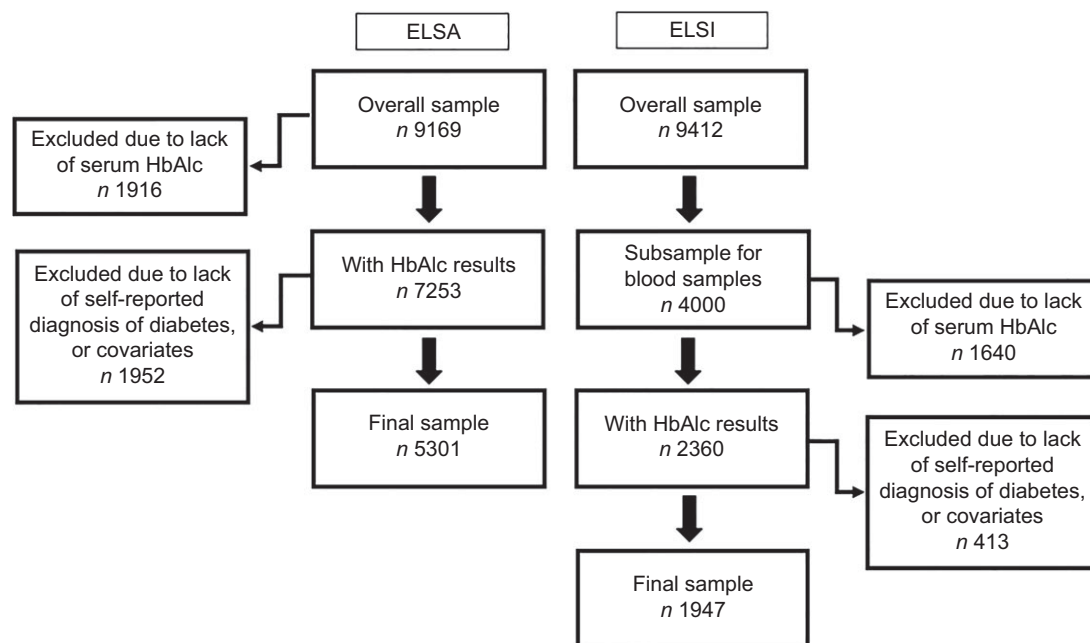 ELSA
Overall sample
n 9169
Excluded due to lack
of serum HbAlc
n 1916
With HbAlc results
n 7253
Excluded due to lack
of self-reported
diagnosis of diabetes,
or covariates
n 1952
Final sample
n 5301
ELSI
Overall sample
n 9412
Subsample for
blood samples
n 4000
Excluded due to lack
of serum HbAlc
n 1640
With HbAlc results
n 2360
Excluded due to lack
of self-reported
diagnosis of diabetes,
or covariates
n 413
Final sample
n 1947